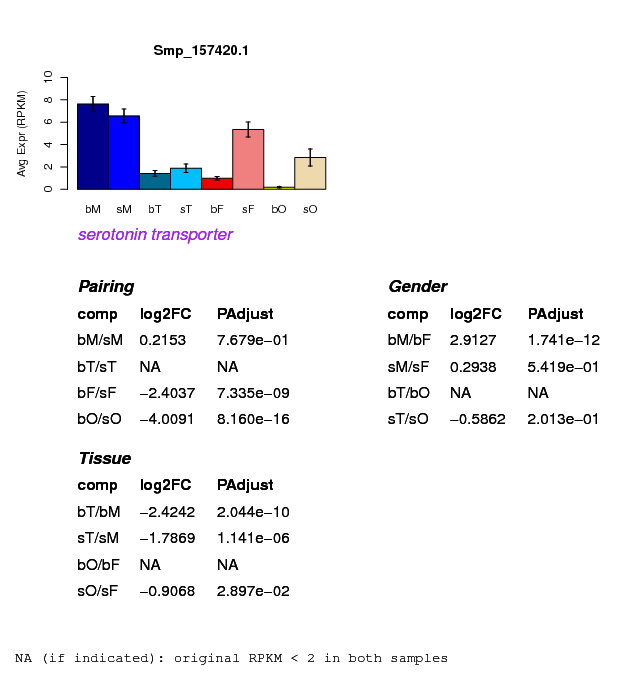 Smp_157420.1
Avg Expr (RPKM)
0 2 4 6 8 10
bM sM bT sT bF sF bO sO
serotonin transporter
Pairing
comp log2FC PAdjust
bM/sM 0.2153 7.679e−01
bT/sT NA NA
bF/sF −2.4037 7.335e−09
bO/sO −4.0091 8.160e−16
Gender
comp log2FC PAdjust
bM/bF 2.9127 1.741e−12
sM/sF 0.2938 5.419e−01
bT/bO NA NA
sT/sO −0.5862 2.013e−01
Tissue
comp log2FC PAdjust
bT/bM −2.4242 2.044e−10
sT/sM −1.7869 1.141e−06
bO/bF NA NA
sO/sF −0.9068 2.897e−02
NA (if indicated): original RPKM < 2 in both samples